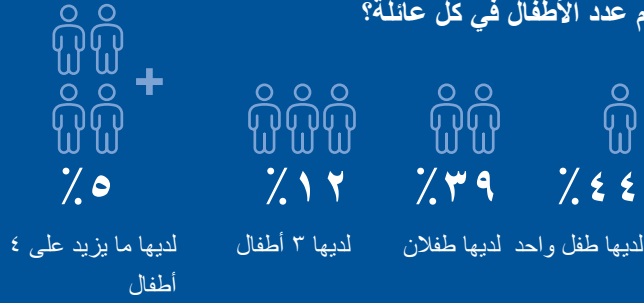 عدد الأطفال في كل عائلة؟
٤٤٪
٣٩٪
١٢٪
٥٪
لديها طفل واحد
لديها طفلان
لديها ٣ أطفال
لديها ما يزيد على ٤
أطفال